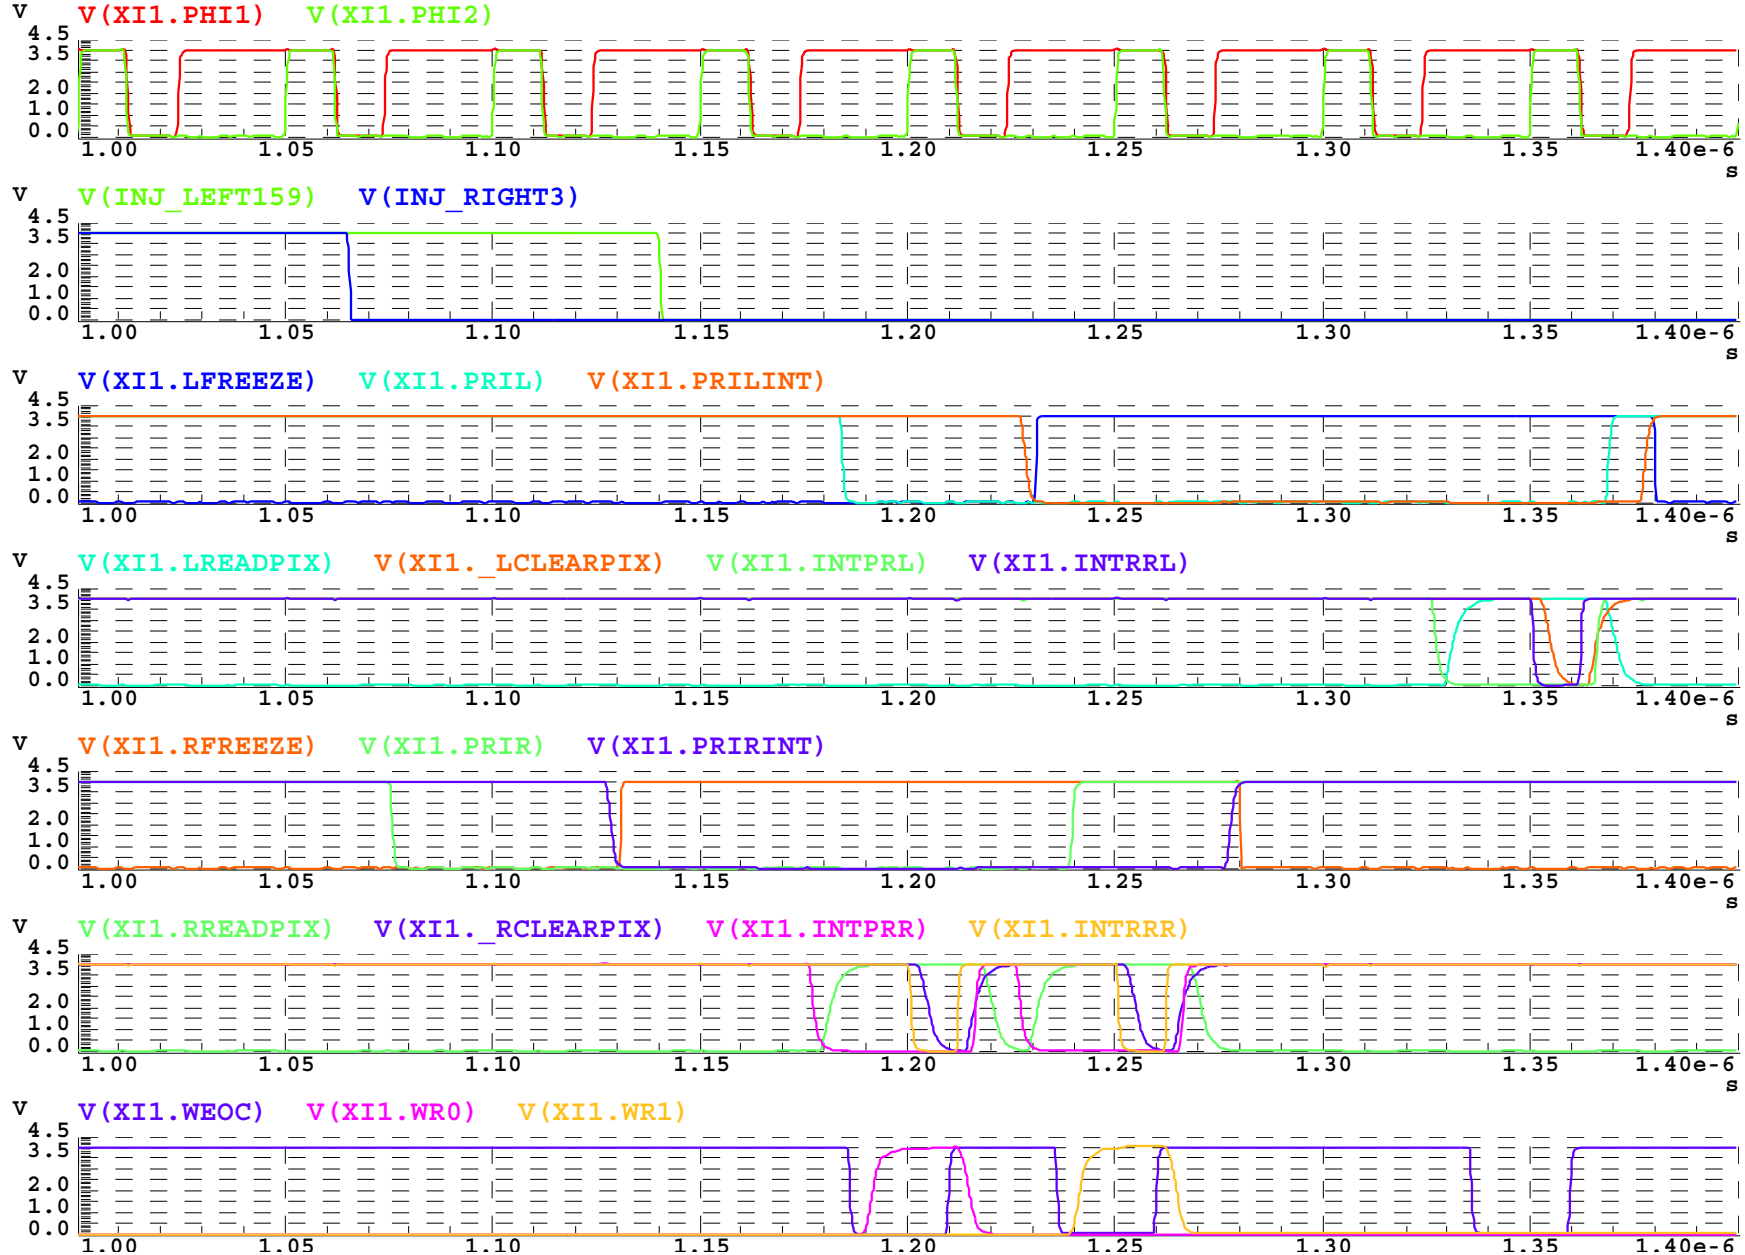 V V(XI1.PHI1) V(XI1.PHI2)
4.5
3.5
2.0
1.0
0.0
1.00 1.05 1.10 1.15 1.20 1.25 1.30 1.35 1.40e-6
s
V V(INJ_LEFT159) V(INJ_RIGHT3)
4.5
3.5
2.0
1.0
0.0
1.00 1.05 1.10 1.15 1.20 1.25 1.30 1.35 1.40e-6
s
V V(XI1.LFREEZE) V(XI1.PRIL) V(XI1.PRILINT)
4.5
3.5
2.0
1.0
0.0
1.00 1.05 1.10 1.15 1.20 1.25 1.30 1.35 1.40e-6
s
V V(XI1.LREADPIX) V(XI1._LCLEARPIX) V(XI1.INTPRL) V(XI1.INTRRL)
4.5
3.5
2.0
1.0
0.0
1.00 1.05 1.10 1.15 1.20 1.25 1.30 1.35 1.40e-6
s
V V(XI1.RFREEZE) V(XI1.PRIR) V(XI1.PRIRINT)
4.5
3.5
2.0
1.0
0.0
1.00 1.05 1.10 1.15 1.20 1.25 1.30 1.35 1.40e-6
s
V V(XI1.RREADPIX) V(XI1._RCLEARPIX) V(XI1.INTPRR) V(XI1.INTRRR)
4.5
3.5
2.0
1.0
0.0
1.00 1.05 1.10 1.15 1.20 1.25 1.30 1.35 1.40e-6
s
V V(XI1.WEOC) V(XI1.WR0) V(XI1.WR1)
4.5
3.5
2.0
1.0
0.0
1.00 1.05 1.10 1.15 1.20 1.25 1.30 1.35 1.40e-6